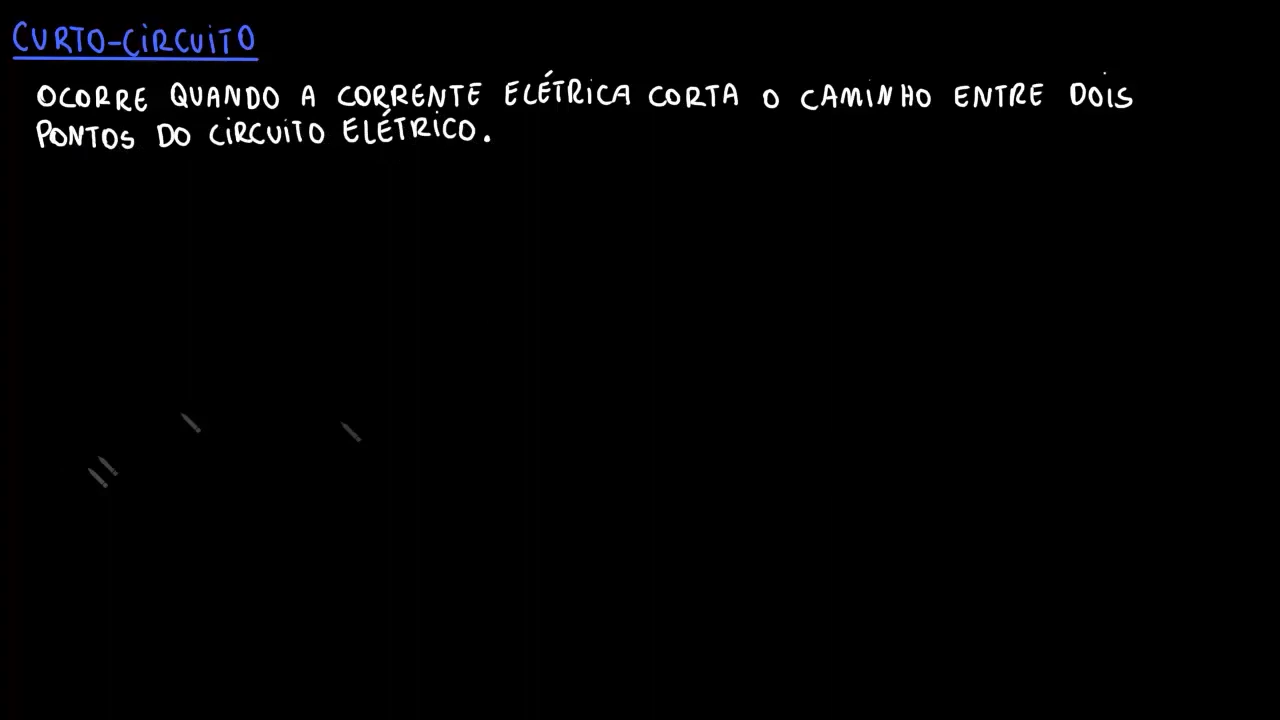 CURTO-CIRCUITO
OCORRE QUANDO A CORRENTE ELÉTRICA CORTA O CAMINHO ENTRE DOIS
PONTOS DO CIRCUITO ELÉTRICO.